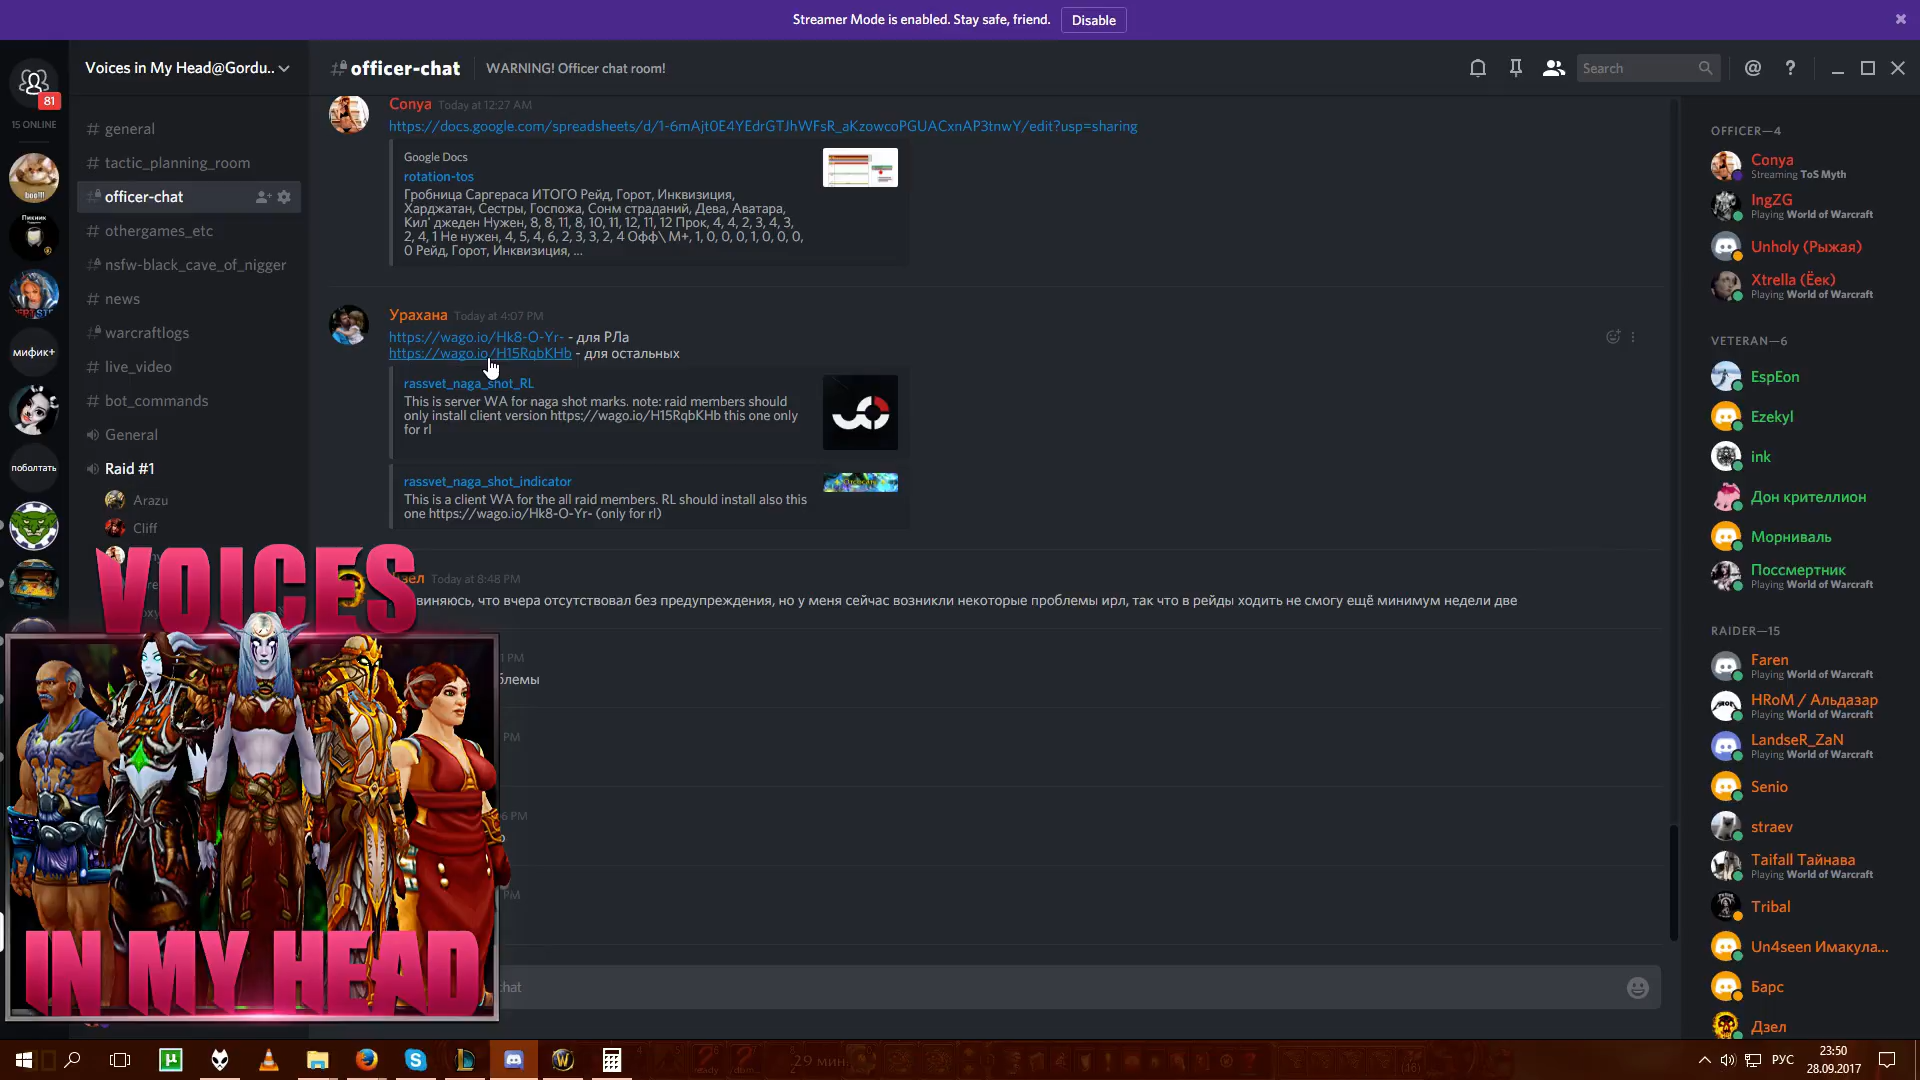 Streamer Mode is enabled. Stay safe, friend.
Disable
Voices in My Head@Gordu..
#officer-chat
WARNING! Officer chat room!
Search
81
15 ONLINE
boo!!!
Пикник
мифик+
поболтать
# general
# tactic_planning_room
# officer-chat
# othergames_etc
# nsfw-black_cave_of_nigger
# news
# warcraftlogs
# live_video
# bot_commands
General
Raid #1
Arazu
Cliff
VOICES
IN MY HEAD
Conya Today at 12:27 AM
https://docs.google.com/spreadsheets/d/1-6mAjt0E4YEdrGTJhWFsR_aKzowcoPGUACxnAP3tnwY/edit?usp=sharing
Google Docs
rotation-tos
Гробница Саргераса ИТОГО Рейд, Горот, Инквизиция,
Харджатан, Сестры, Госпожа, Сонм страданий, Дева, Аватара,
Кил' джеден Нужен, 8, 8, 11, 8, 10, 11, 12, 11, 12 Прок, 4, 4, 2, 3, 4, 3,
2, 4, 1 Не нужен, 4, 5, 4, 6, 2, 3, 3, 2, 4 Офф\ М+, 1, 0, 0, 0, 1, 0, 0, 0,
0 Рейд, Горот, Инквизиция, ...
Урахана Today at 4:07 PM
https://wago.io/Hk8-O-Yr- - для РЛа
https://wago.io/H15RqbKHb - для остальных
rassvet_naga_shot_RL
This is server WA for naga shot marks. note: raid members should
only install client version https://wago.io/H15RqbKHb this one only
for rl
rassvet_naga_shot_indicator
This is a client WA for the all raid members. RL should install also this
one https://wago.io/Hk8-O-Yr- (only for rl)
Today at 8:48 PM
виняюсь, что вчера отсутствовал без предупреждения, но у меня сейчас возникли некоторые проблемы ирл, так что в рейды ходить не смогу ещё минимум недели две
PM
блемы
PM
6 PM
PM
chat
OFFICER—4
Conya
Streaming ToS Myth
IngZG
Playing World of Warcraft
Unholy (Рыжая)
Xtrella (Ёек)
Playing World of Warcraft
VETERAN—6
EspEon
Ezekyl
ink
Дон крителлион
Морниваль
Поссмертник
Playing World of Warcraft
RAIDER—15
Faren
Playing World of Warcraft
HRoM / Альдазар
Playing World of Warcraft
LandseR_ZaN
Playing World of Warcraft
Senio
straev
Taifall Тайнава
Playing World of Warcraft
Tribal
Un4seen Имакула...
Барс
Дзел
29 мин.
РУС
23:50
28.09.2017